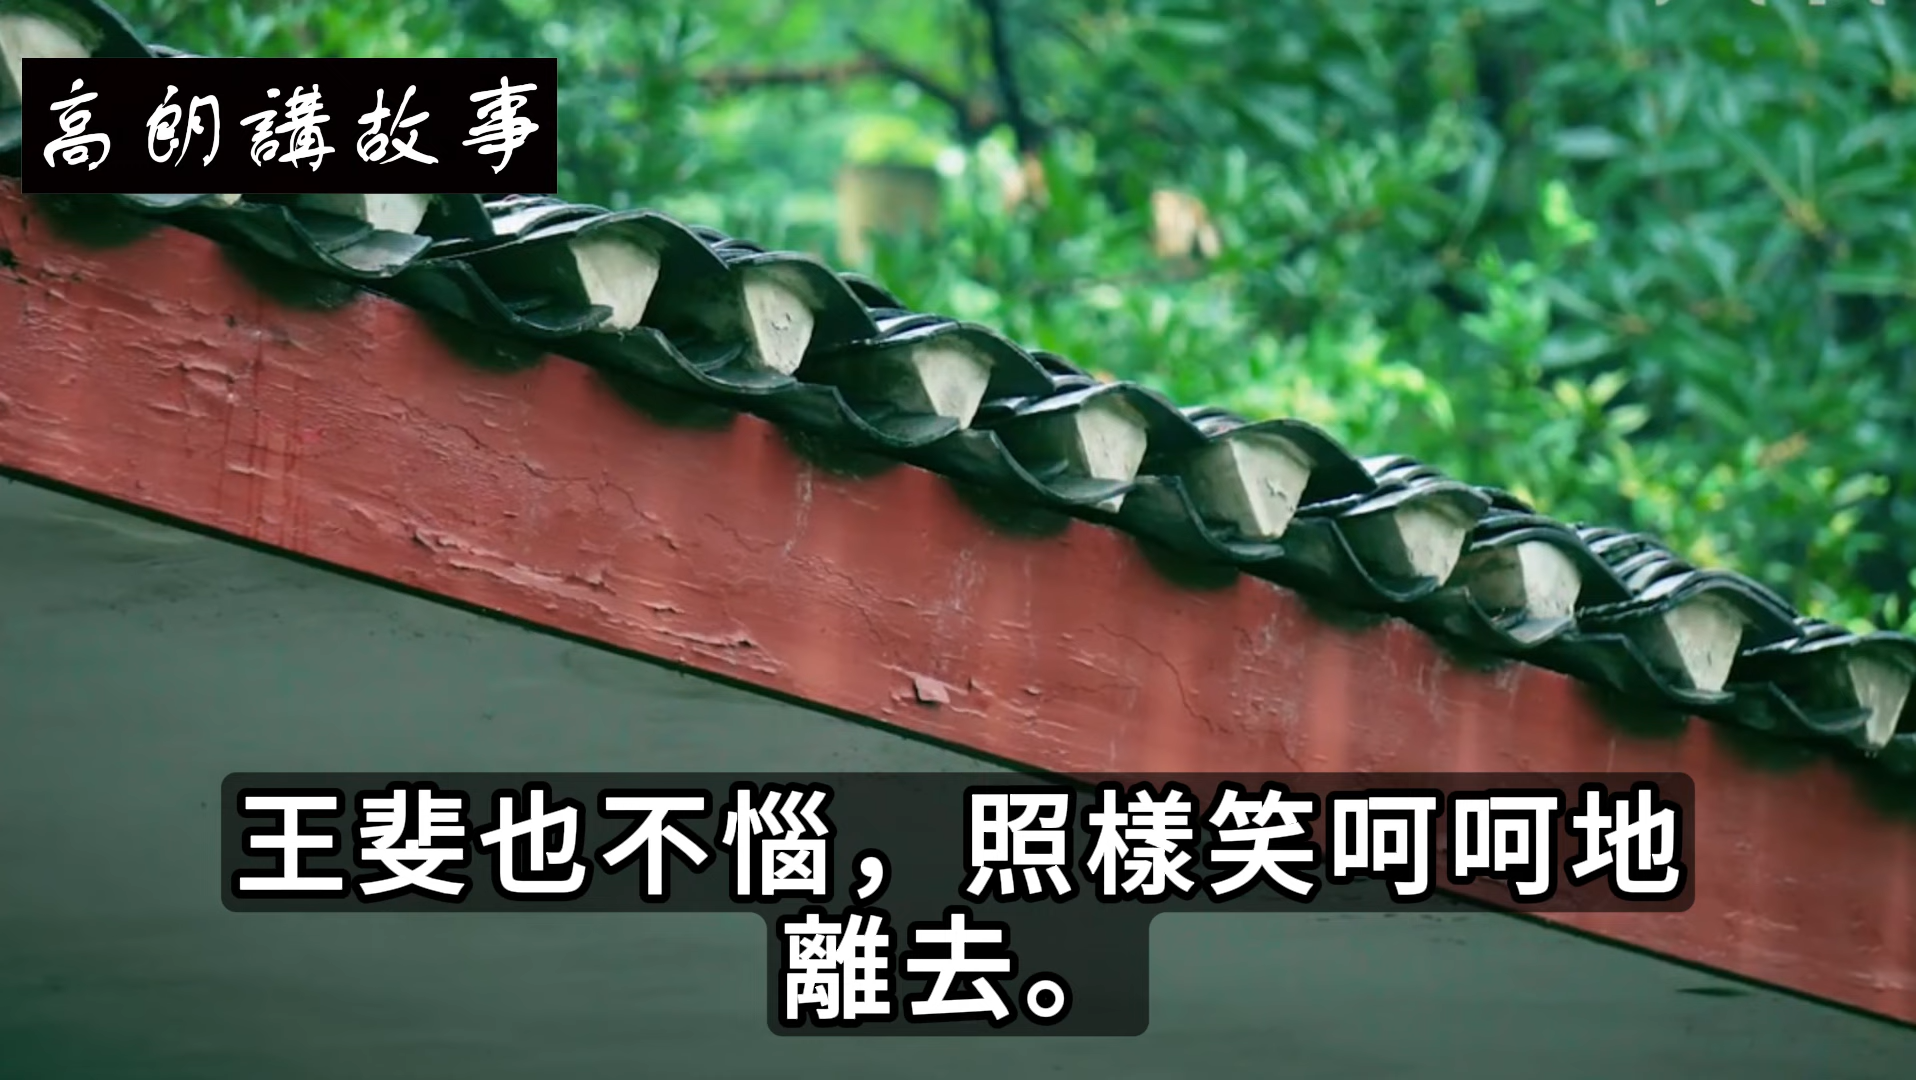 高朗講故事
王斐也不惱，照樣笑呵呵地
離去。